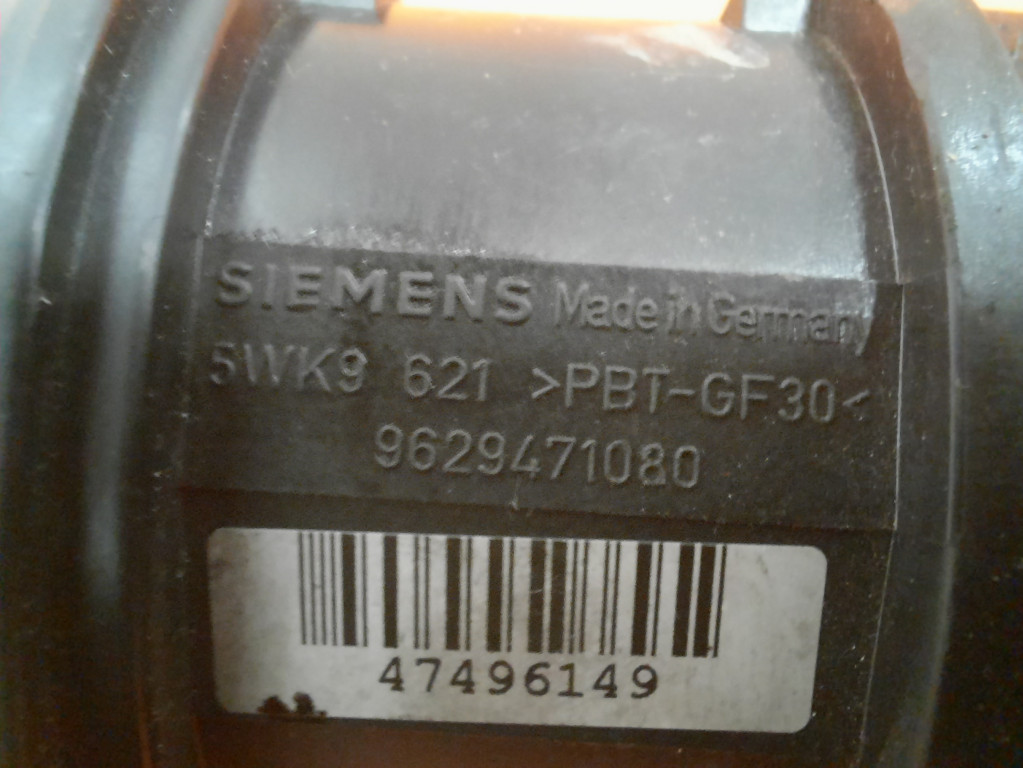 SIEMENS Made in Germany
5WK9 621 >PBT-GF30<
9629471080
47496149